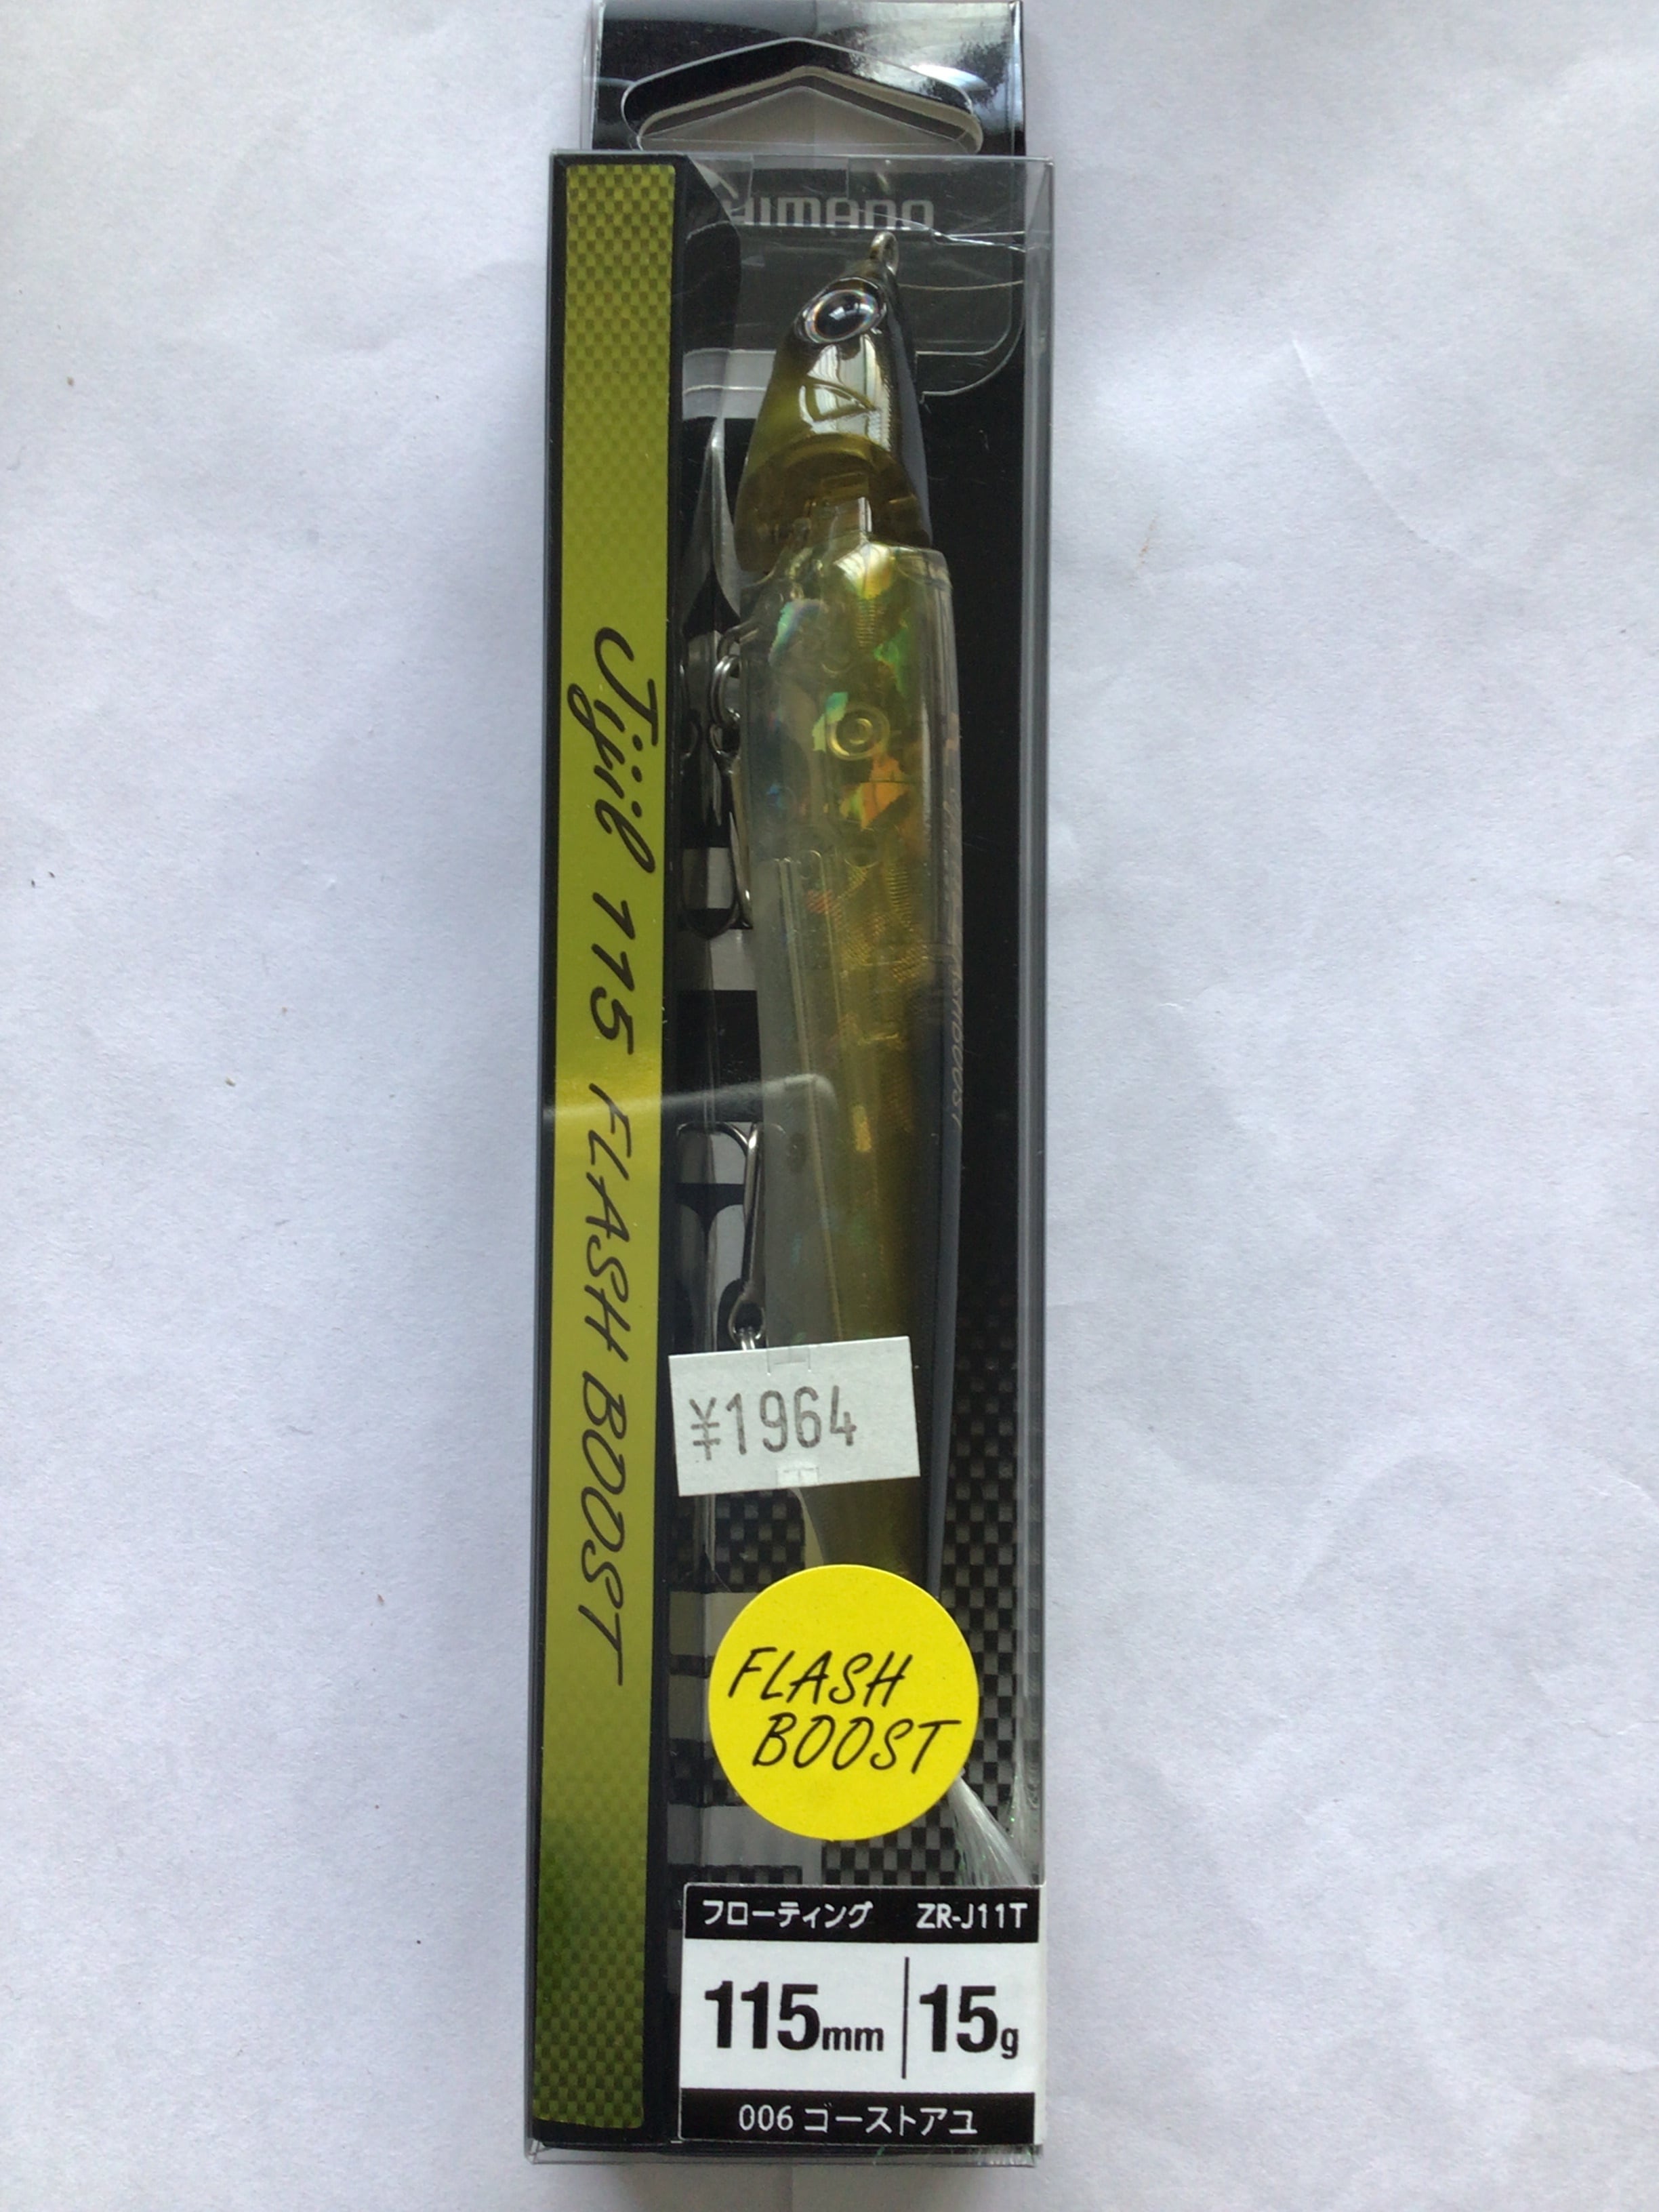 SHIMANO
Jijil 115 FLASH BOOST
¥1964
FLASH
BOOST
フローティング ZR-J11T
115mm 15g
006 ゴーストアユ